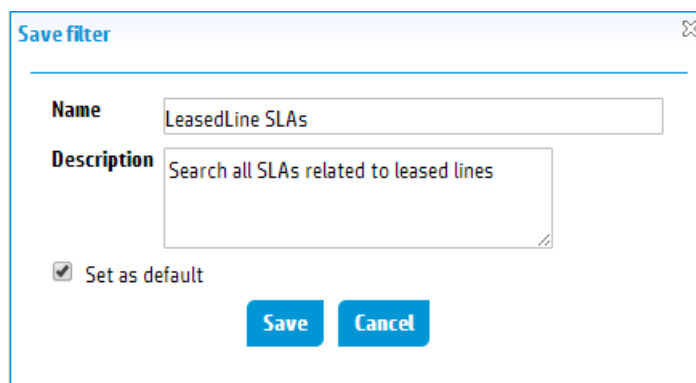 Save filter
Name
LeasedLine SLAs
Description
Search all SLAs related to leased lines
Set as default
Save
Cancel